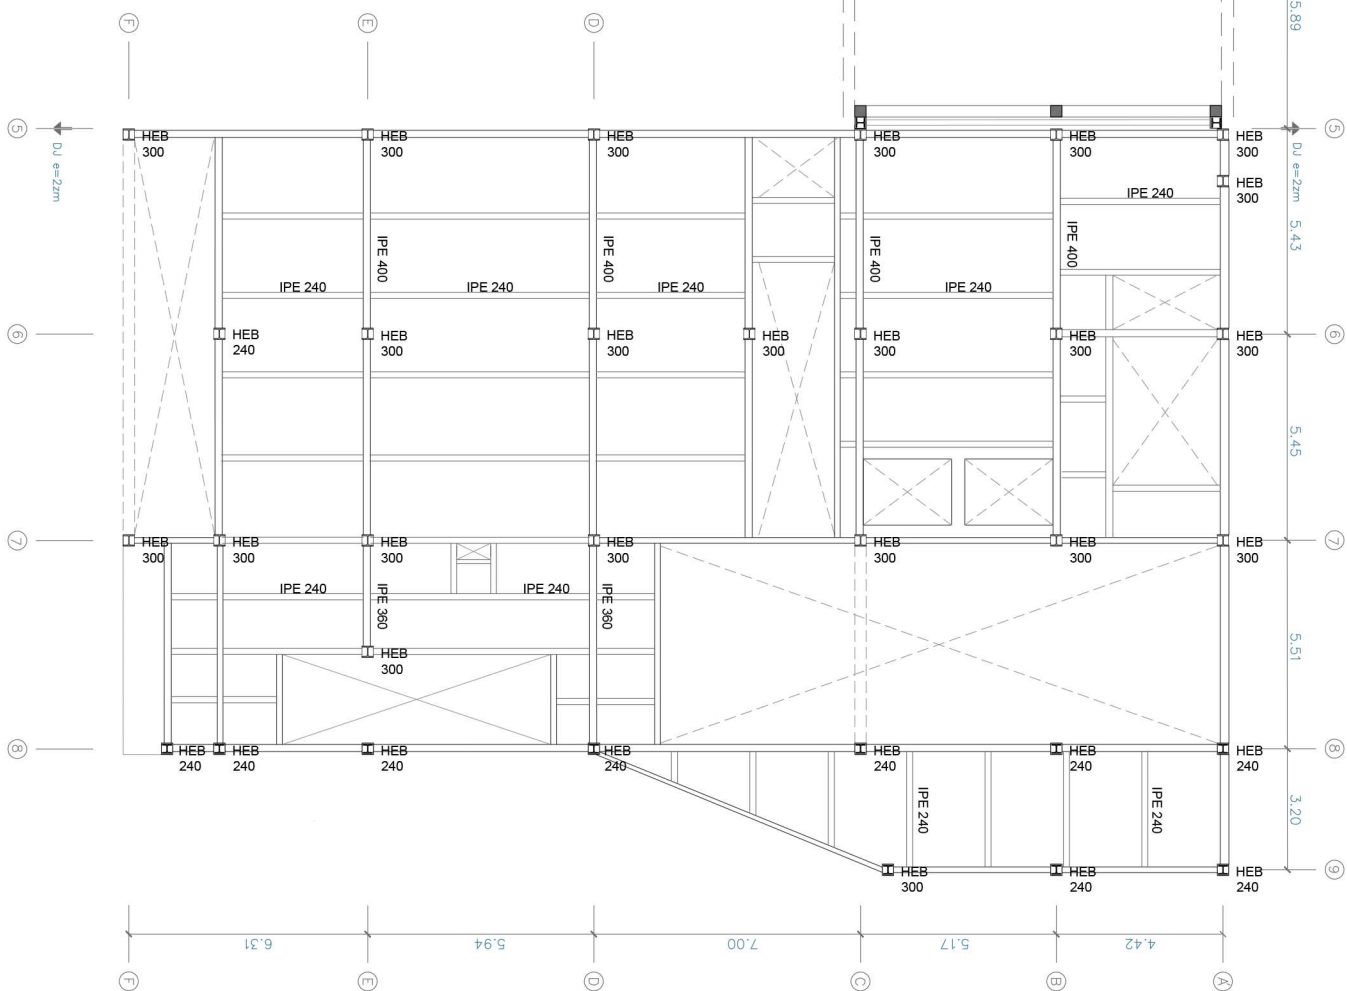 5.89
F
E
D
5
DJ e=2zm
HEB
300
HEB
300
HEB
300
HEB
300
HEB
300
HEB
300
DJ e=2zm
5
HEB
300
IPE 240
5.43
IPE 400
IPE 400
IPE 400
IPE 400
IPE 240
IPE 240
IPE 240
IPE 240
6
HEB
240
HEB
300
HEB
300
HEB
300
HEB
300
HEB
300
HEB
300
6
5.45
7
HEB
300
HEB
300
HEB
300
HEB
300
HEB
300
HEB
300
HEB
300
7
IPE 240
IPE 360
IPE 240
IPE 360
5.51
HEB
300
8
HEB
240
HEB
240
HEB
240
HEB
240
HEB
240
HEB
240
HEB
240
8
IPE 240
IPE 240
3.20
HEB
300
HEB
240
HEB
240
9
6.31
5.94
7.00
5.17
4.42
F
E
D
C
B
A